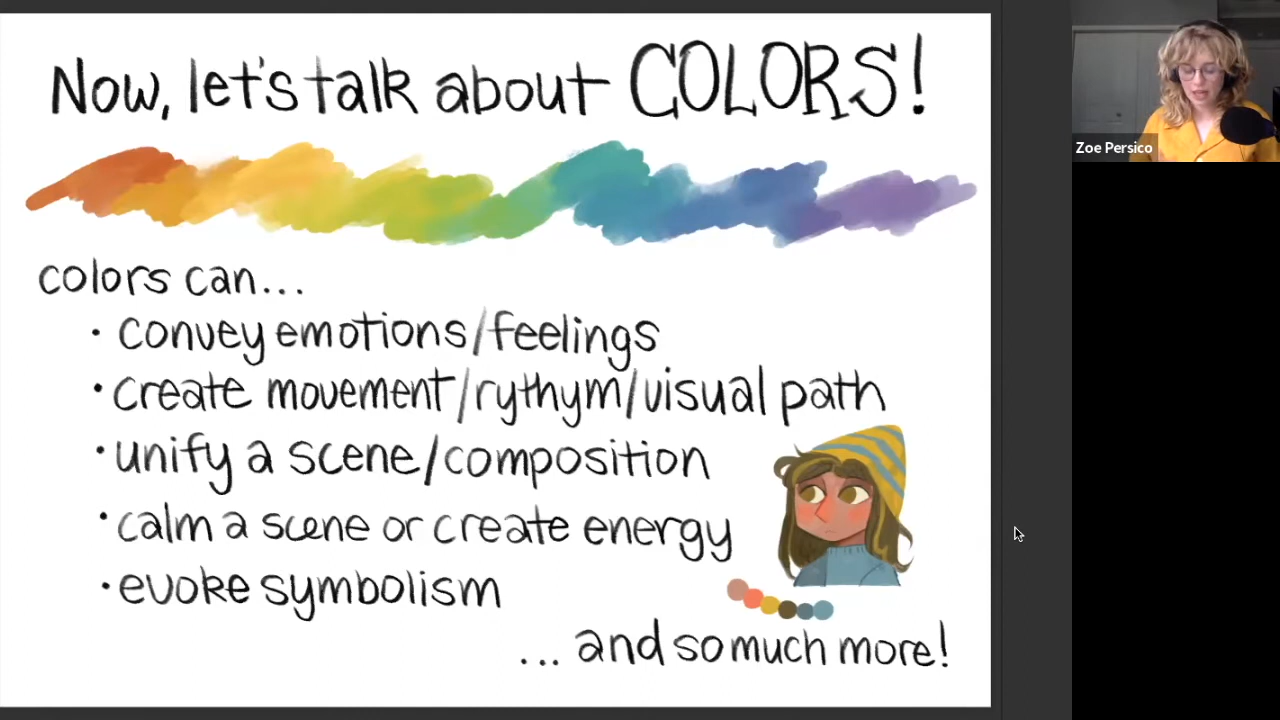 Now, let's talk about COLORS!
colors can...
• convey emotions/feelings
• create movement/rythym/visual path
• unify a scene/composition
• calm a scene or create energy
• evoke symbolism
... and so much more!
Zoe Persico